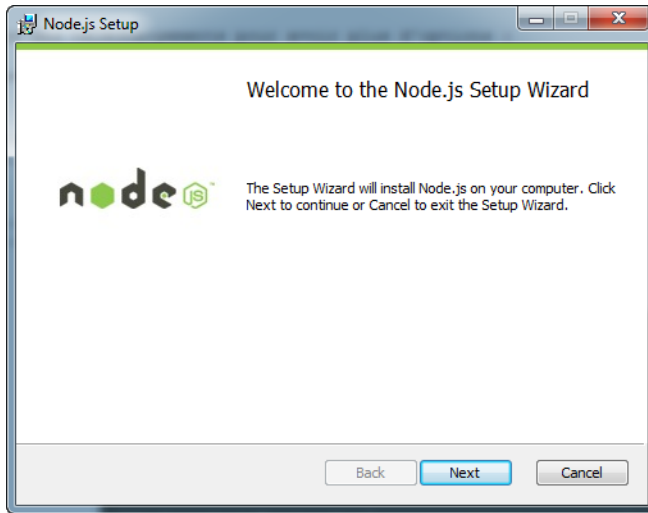 Node.js Setup
Welcome to the Node.js Setup Wizard
node JS™
The Setup Wizard will install Node.js on your computer. Click
Next to continue or Cancel to exit the Setup Wizard.
Back
Next
Cancel